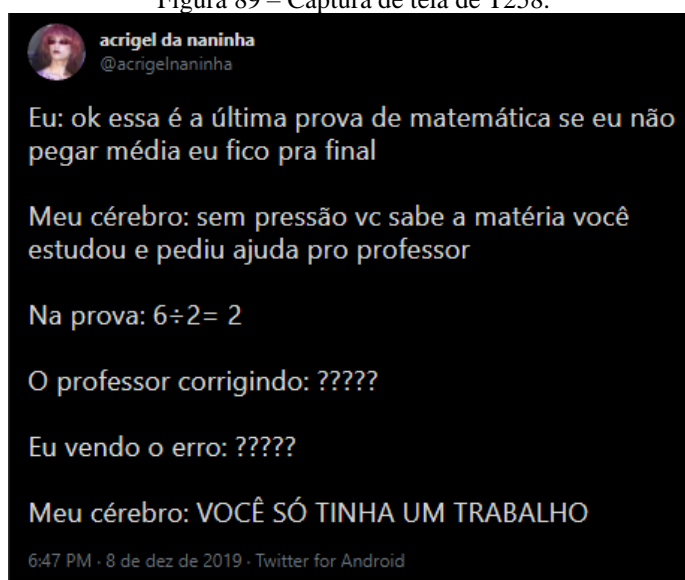 Figura 89 – Captura de tela de T258.
acrigel da naninha
@acrigelnaninha
Eu: ok essa é a última prova de matemática se eu não
pegar média eu fico pra final
Meu cérebro: sem pressão vc sabe a matéria você
estudou e pediu ajuda pro professor
Na prova: 6÷2= 2
O professor corrigindo: ?????
Eu vendo o erro: ?????
Meu cérebro: VOCÊ SÓ TINHA UM TRABALHO
6:47 PM · 8 de dez de 2019 · Twitter for Android